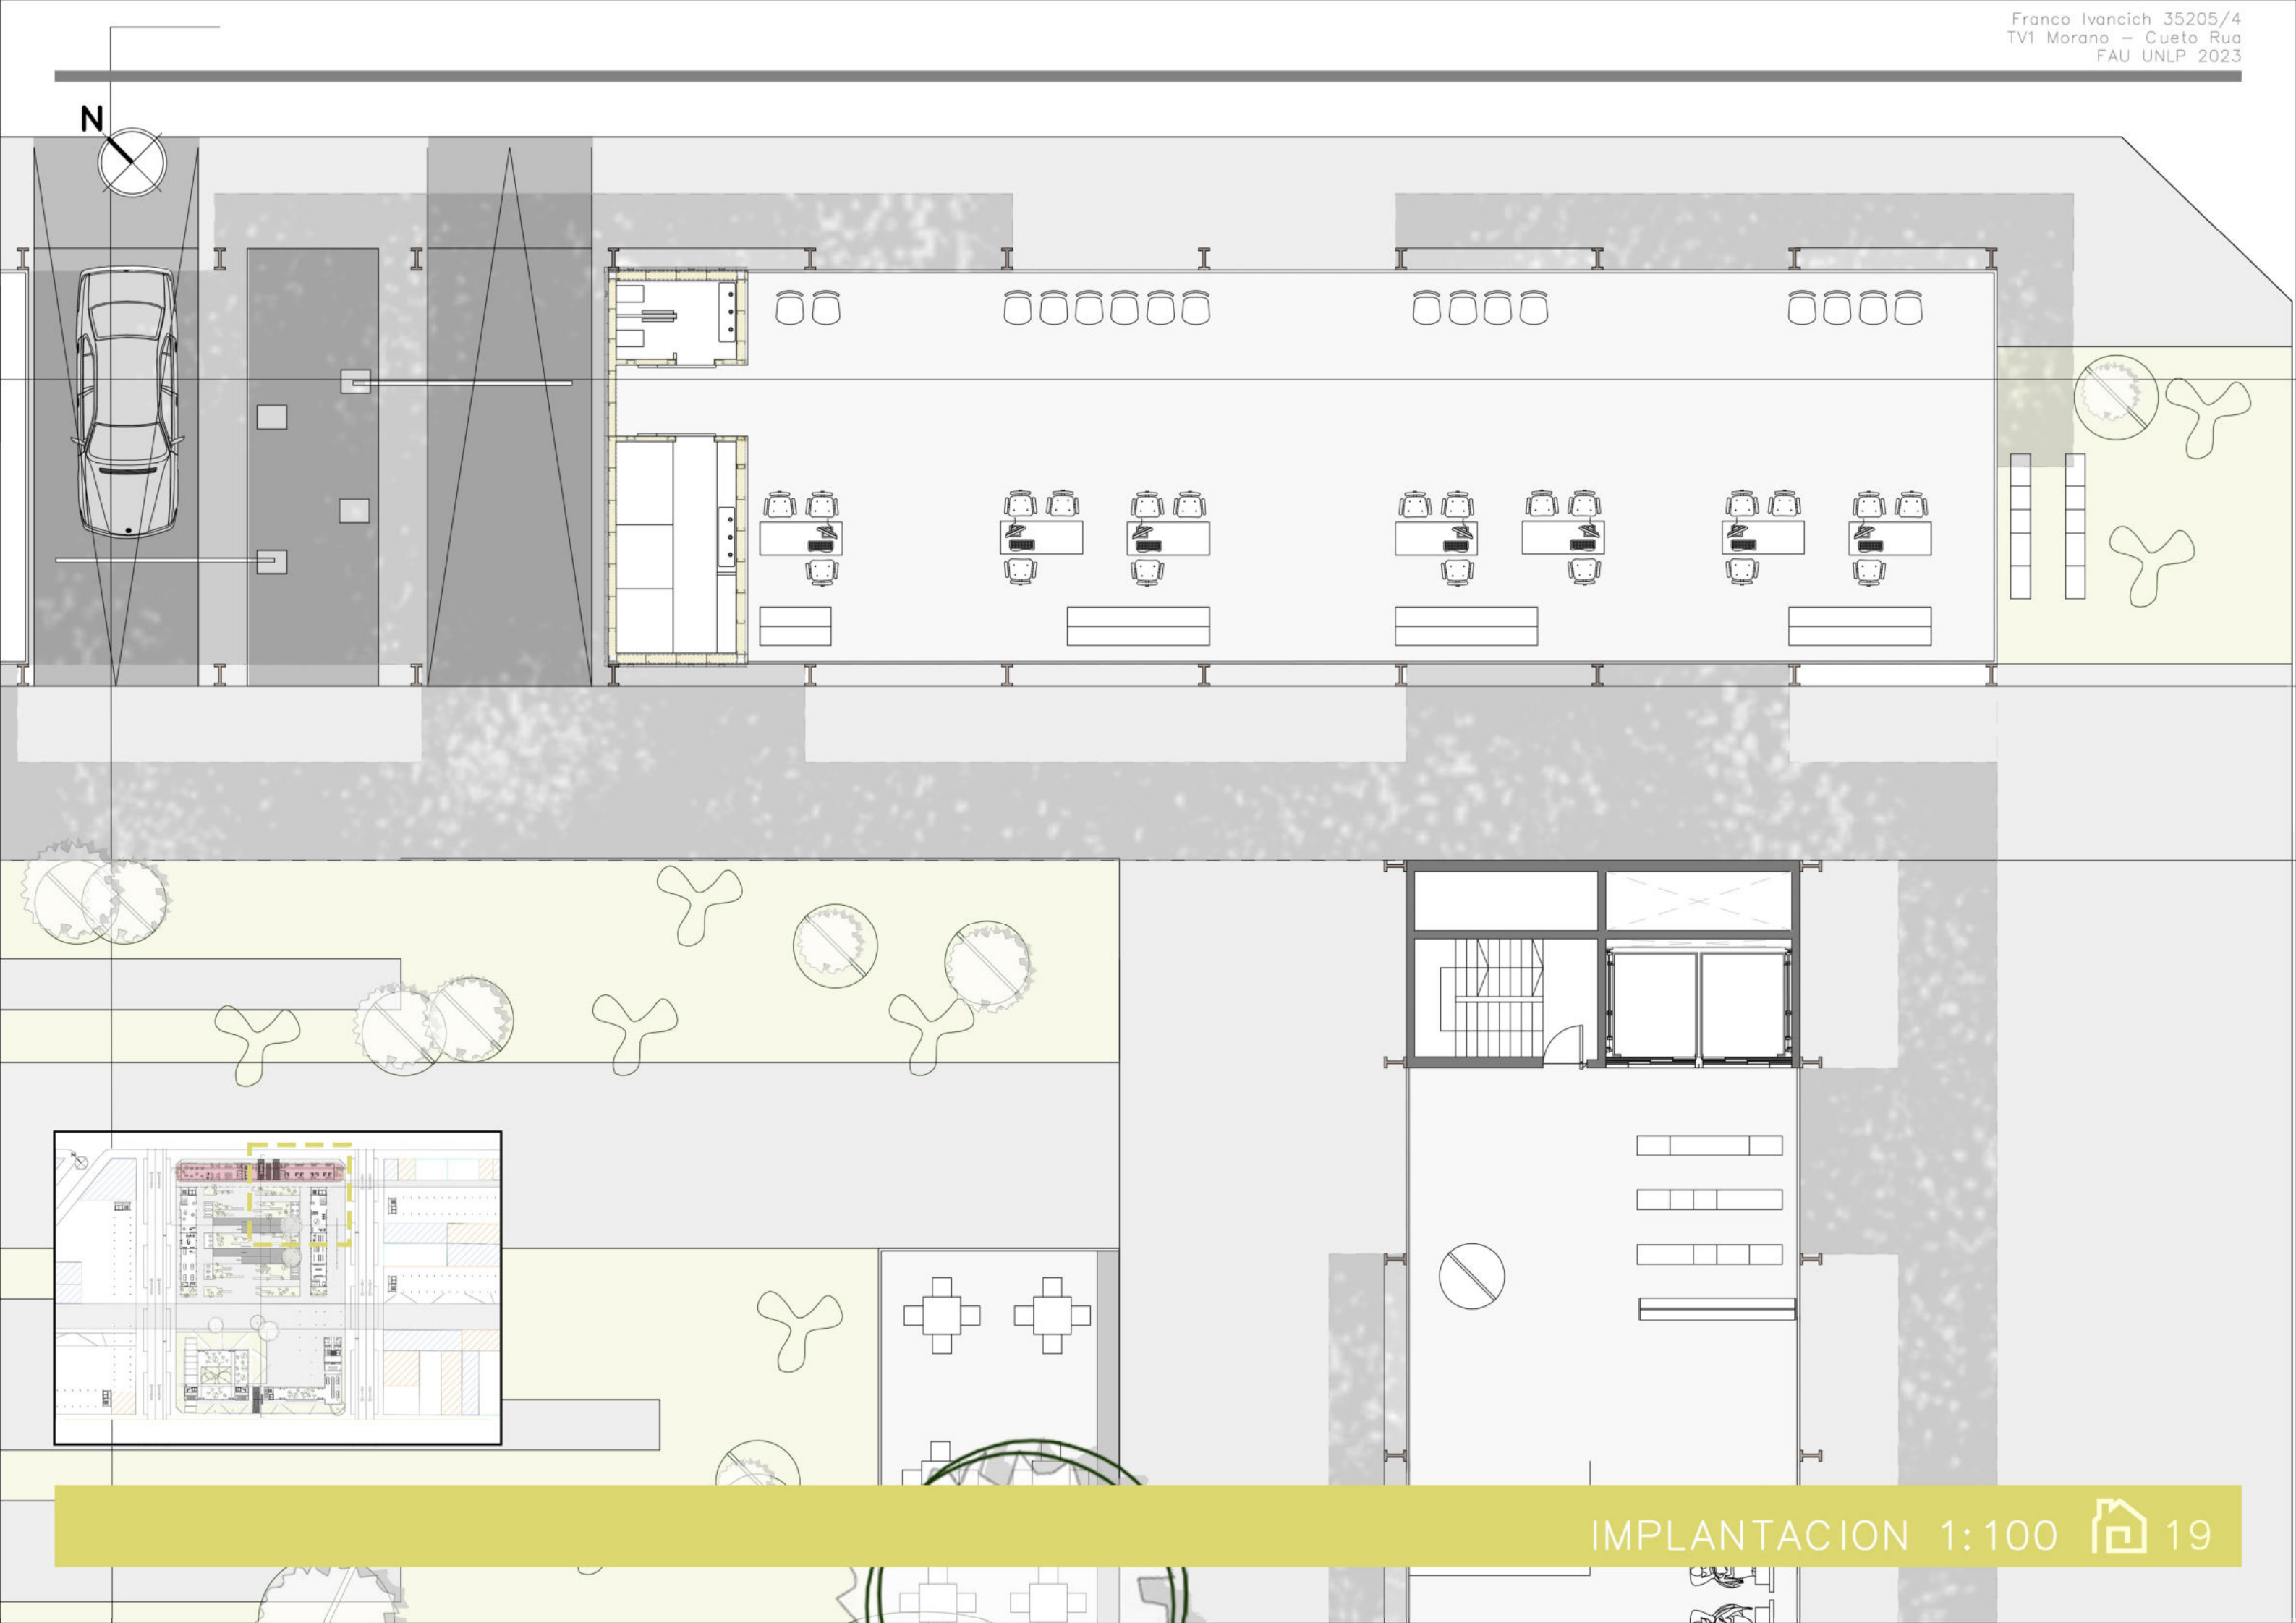 Franco Ivancich 35205/4
TV1 Morano – Cueto Rua
FAU UNLP 2023
N
N
IMPLANTACION 1:100 19